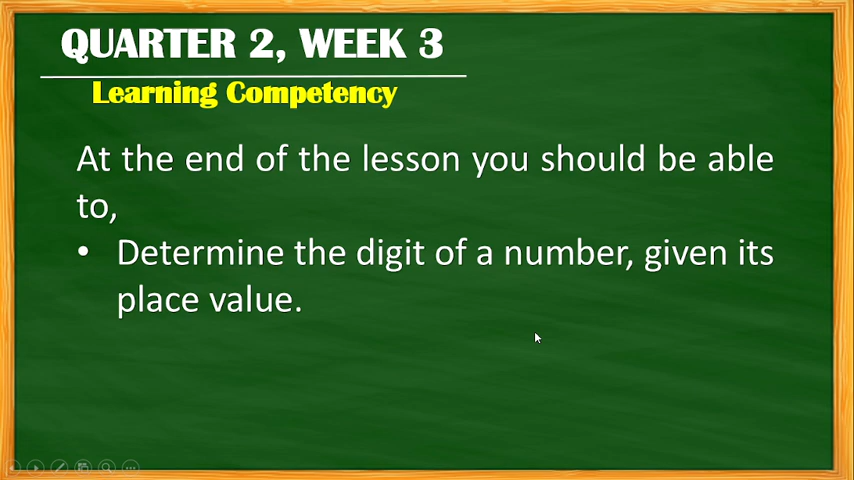 QUARTER 2, WEEK 3
Learning Competency
At the end of the lesson you should be able
to,
• Determine the digit of a number, given its
place value.